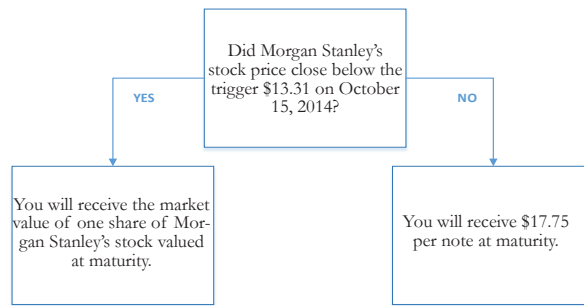 Did Morgan Stanley's
stock price close below the
trigger $13.31 on October
15, 2014?
YES
NO
You will receive the market
value of one share of Mor-
gan Stanley's stock valued
at maturity.
You will receive $17.75
per note at maturity.